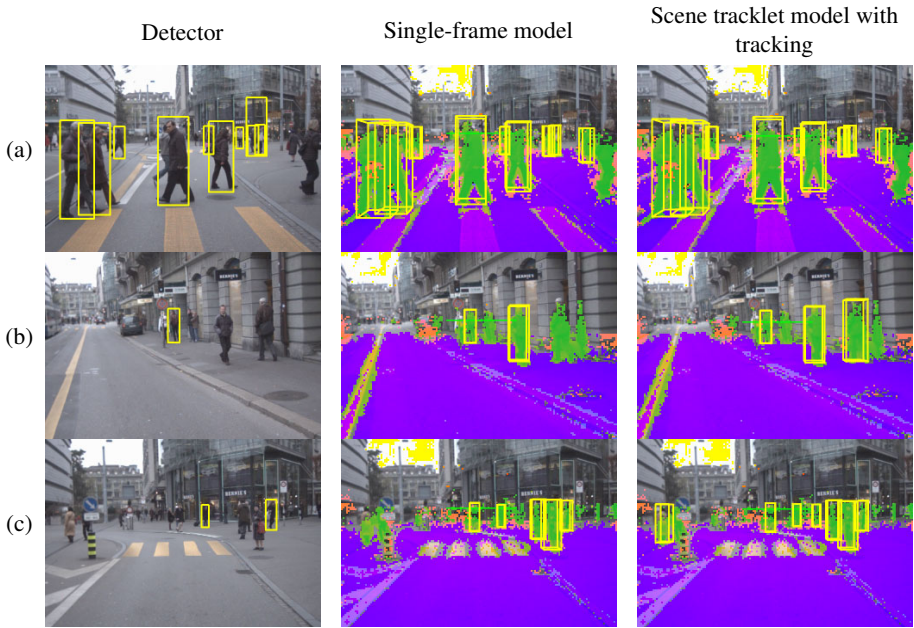 Detector
Single-frame model
Scene tracklet model with
tracking
(a)
(b)
(c)